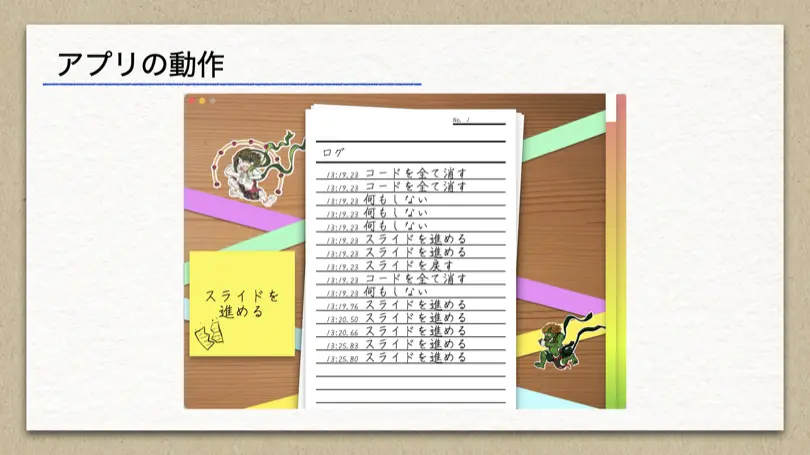 アプリの動作
No. 1
ログ
13:19.23 コードを全て消す
13:19.23 コードを全て消す
13:19.23 何もしない
13:19.23 何もしない
13:19.23 何もしない
13:19.23 スライドを進める
13:19.23 スライドを進める
13:19.23 スライドを戻す
13:19.23 コードを全て消す
13:19.23 何もしない
13:19.96 スライドを進める
13:20.50 スライドを進める
13:20.66 スライドを進める
13:25.83 スライドを進める
13:25.80 スライドを進める
スライドを
進める